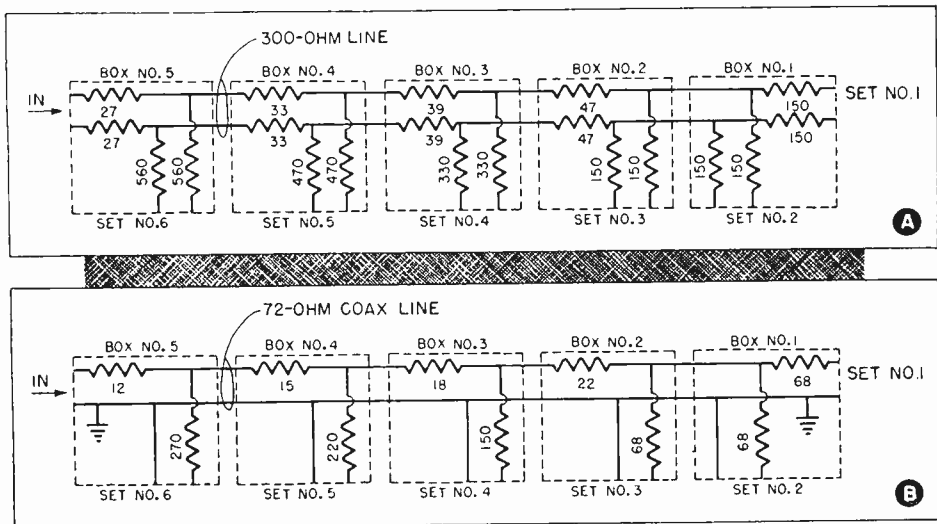 300-OHM LINE
BOX NO.5 BOX NO.4 BOX NO.3 BOX NO.2 BOX NO.1
IN
27 33 39 47 150
SET NO.1
27 33 39 47 150
560 560 470 470 330 330 150 150 150 150
SET NO.6 SET NO.5 SET NO.4 SET NO.3 SET NO.2
A
72-OHM COAX LINE
BOX NO.5 BOX NO.4 BOX NO.3 BOX NO.2 BOX NO.1
IN
12 15 18 22 68
SET NO.1
270 220 150 68 68
SET NO.6 SET NO.5 SET NO.4 SET NO.3 SET NO.2
B